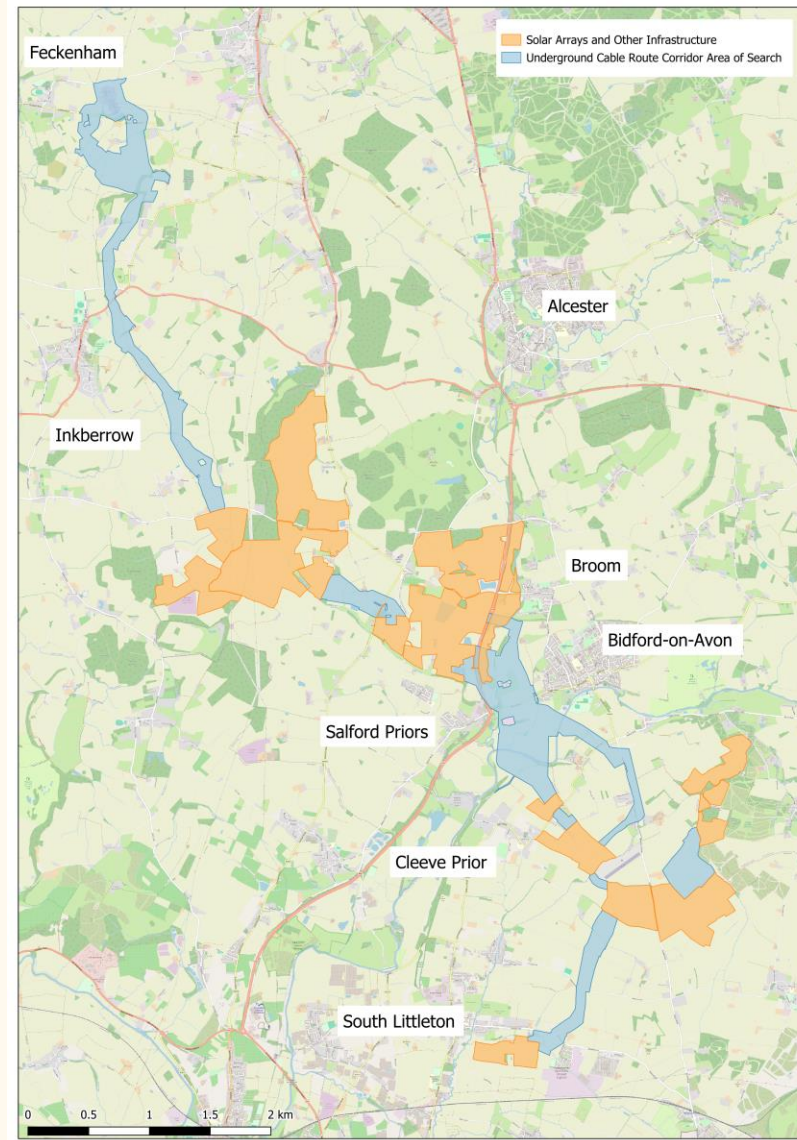 Feckenham
Solar Arrays and Other Infrastructure
Underground Cable Route Corridor Area of Search
Alcester
Inkberrow
Broom
Bidford-on-Avon
Salford Priors
Cleeve Prior
South Littleton
0 0.5 1 1.5 2 km